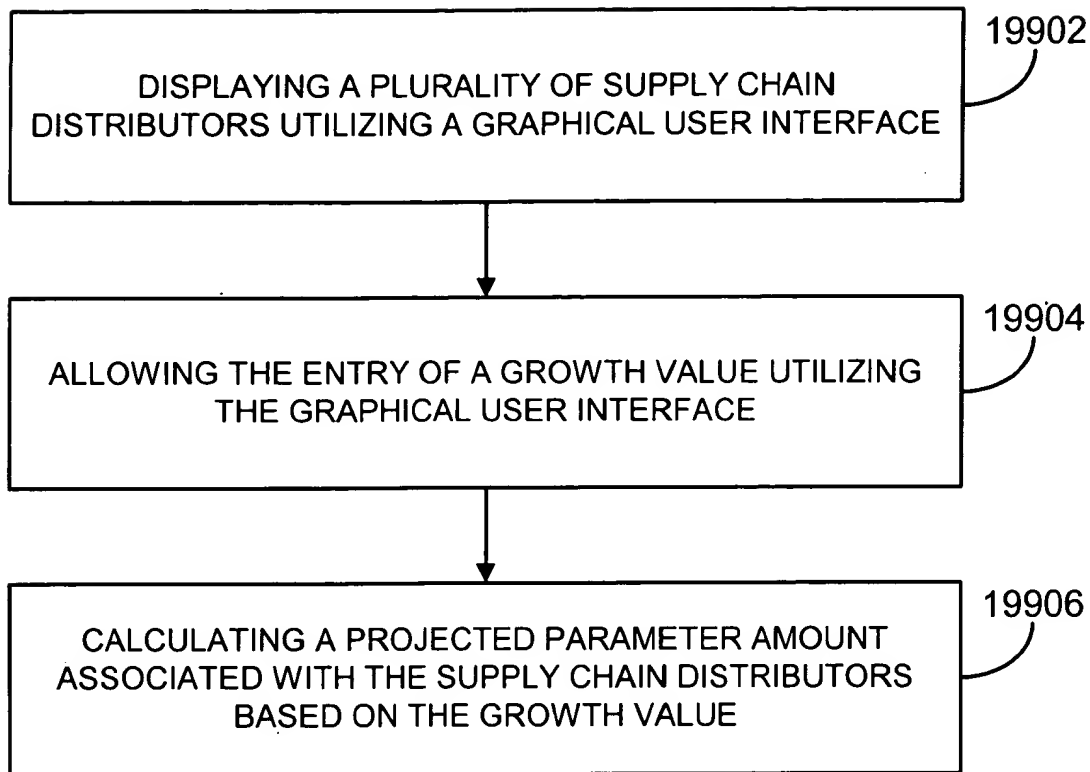 19902
DISPLAYING A PLURALITY OF SUPPLY CHAIN
DISTRIBUTORS UTILIZING A GRAPHICAL USER INTERFACE
19904
ALLOWING THE ENTRY OF A GROWTH VALUE UTILIZING
THE GRAPHICAL USER INTERFACE
19906
CALCULATING A PROJECTED PARAMETER AMOUNT
ASSOCIATED WITH THE SUPPLY CHAIN DISTRIBUTORS
BASED ON THE GROWTH VALUE